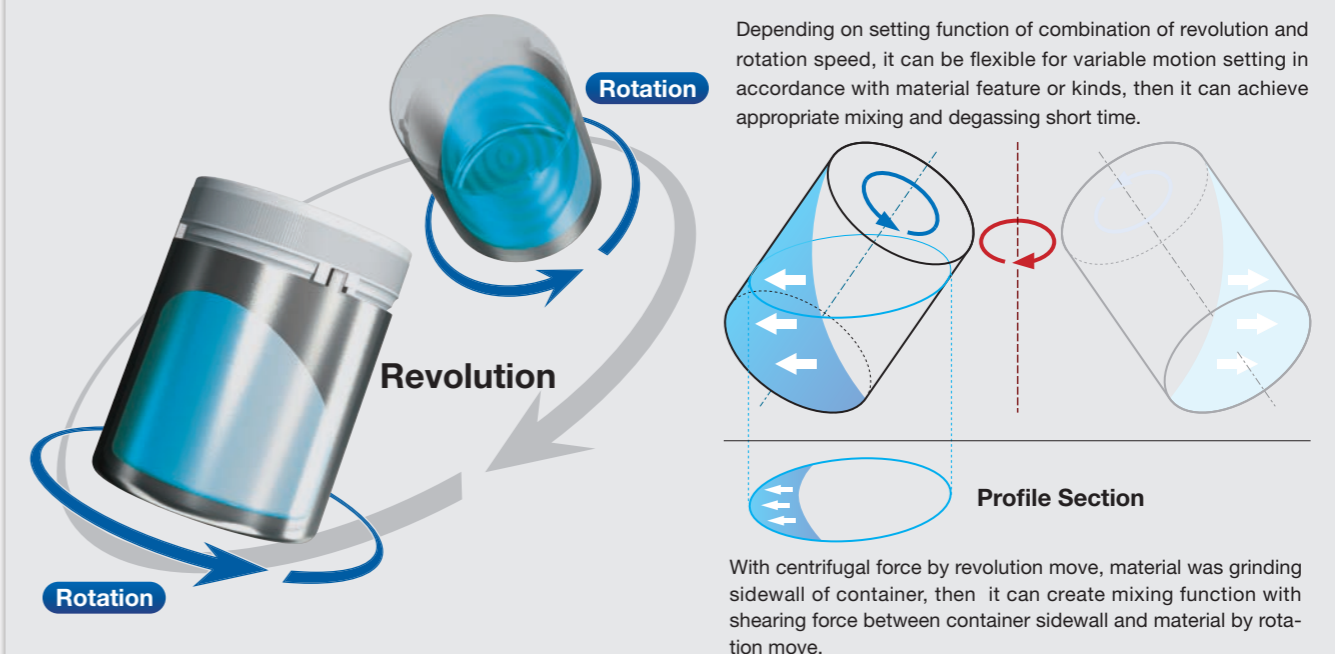 Rotation
Revolution
Rotation
Depending on setting function of combination of revolution and
rotation speed, it can be flexible for variable motion setting in
accordance with material feature or kinds, then it can achieve
appropriate mixing and degassing short time.
Profile Section
With centrifugal force by revolution move, material was grinding
sidewall of container, then it can create mixing function with
shearing force between container sidewall and material by rota-
tion move.